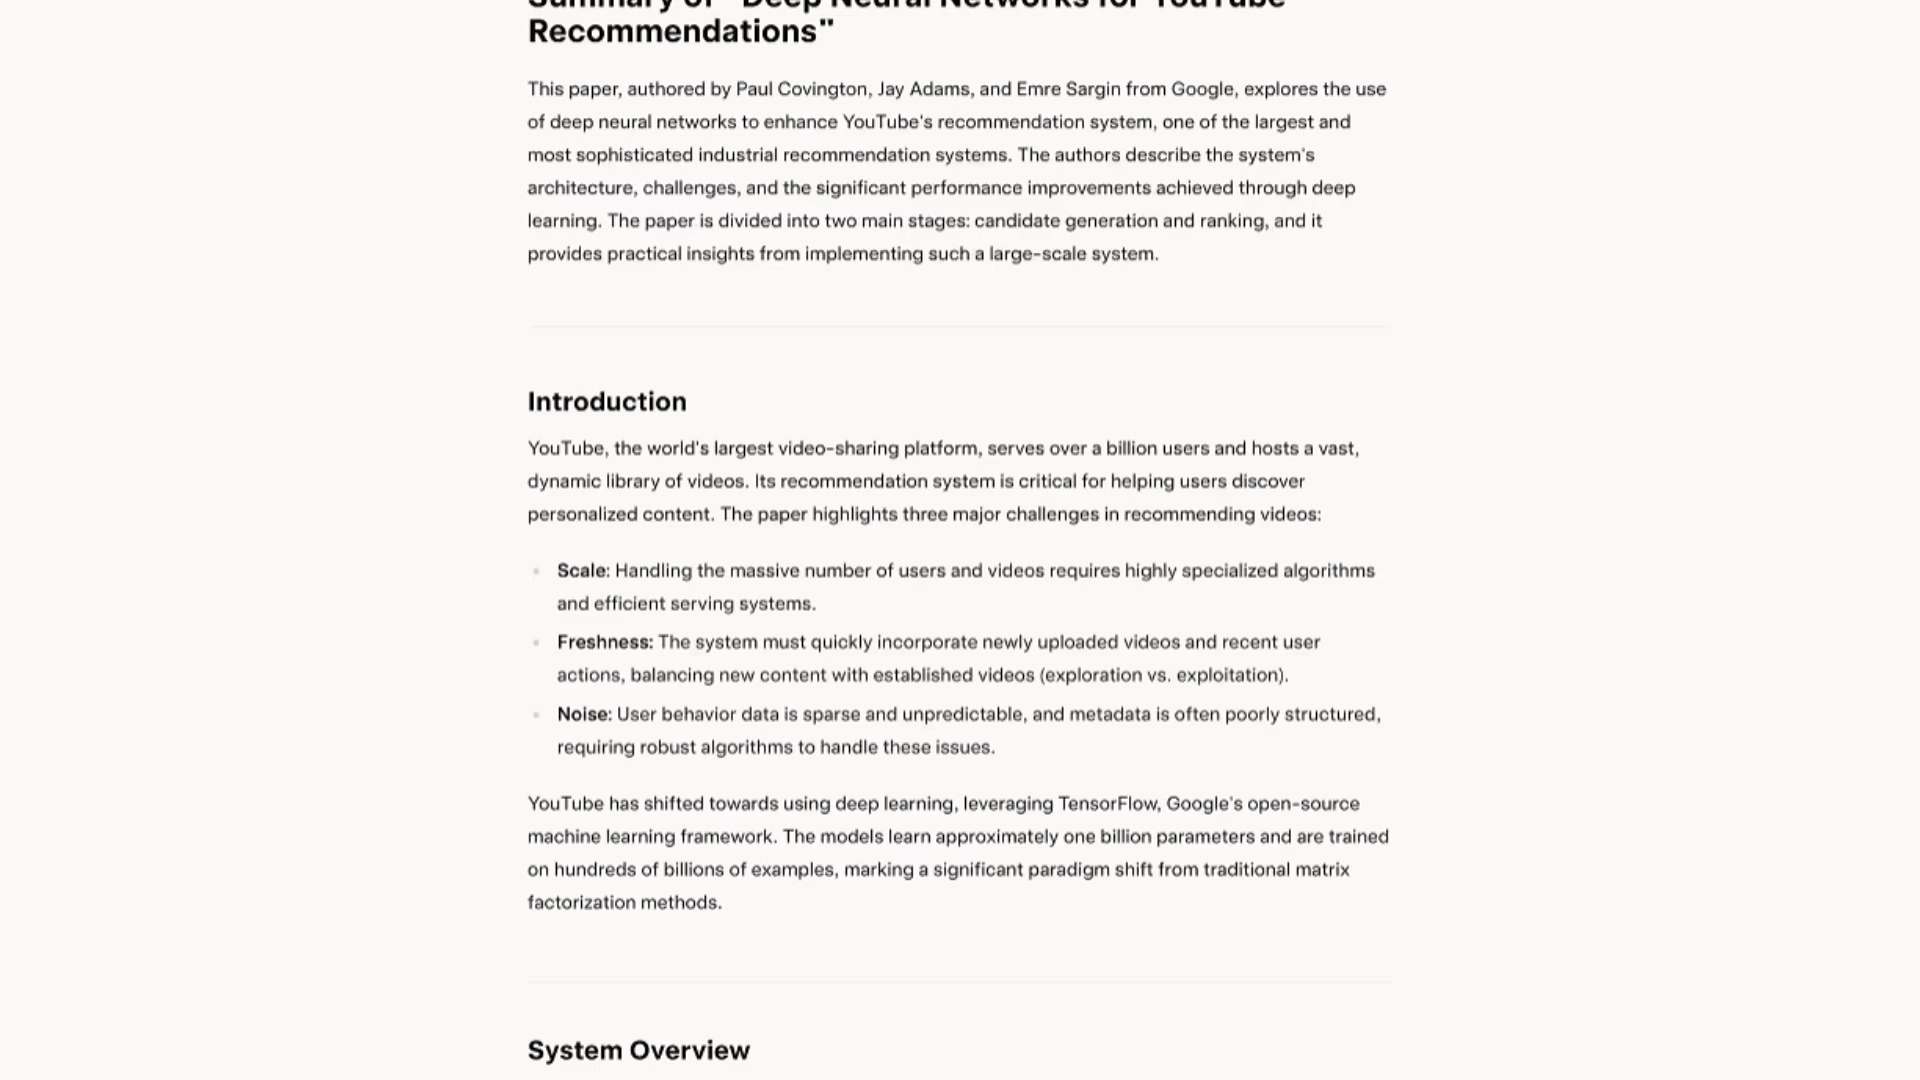 Summary of "Deep Neural Networks for YouTube
Recommendations"
This paper, authored by Paul Covington, Jay Adams, and Emre Sargin from Google, explores the use
of deep neural networks to enhance YouTube's recommendation system, one of the largest and
most sophisticated industrial recommendation systems. The authors describe the system's
architecture, challenges, and the significant performance improvements achieved through deep
learning. The paper is divided into two main stages: candidate generation and ranking, and it
provides practical insights from implementing such a large-scale system.
Introduction
YouTube, the world's largest video-sharing platform, serves over a billion users and hosts a vast,
dynamic library of videos. Its recommendation system is critical for helping users discover
personalized content. The paper highlights three major challenges in recommending videos:
Scale: Handling the massive number of users and videos requires highly specialized algorithms
and efficient serving systems.
Freshness: The system must quickly incorporate newly uploaded videos and recent user
actions, balancing new content with established videos (exploration vs. exploitation).
Noise: User behavior data is sparse and unpredictable, and metadata is often poorly structured,
requiring robust algorithms to handle these issues.
YouTube has shifted towards using deep learning, leveraging TensorFlow, Google's open-source
machine learning framework. The models learn approximately one billion parameters and are trained
on hundreds of billions of examples, marking a significant paradigm shift from traditional matrix
factorization methods.
System Overview